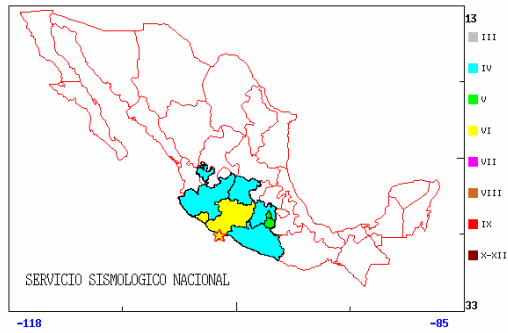 13
III
IV
V
VI
VII
VIII
IX
X-XII
SERVICIO SISMOLOGICO NACIONAL
33
-118
-85